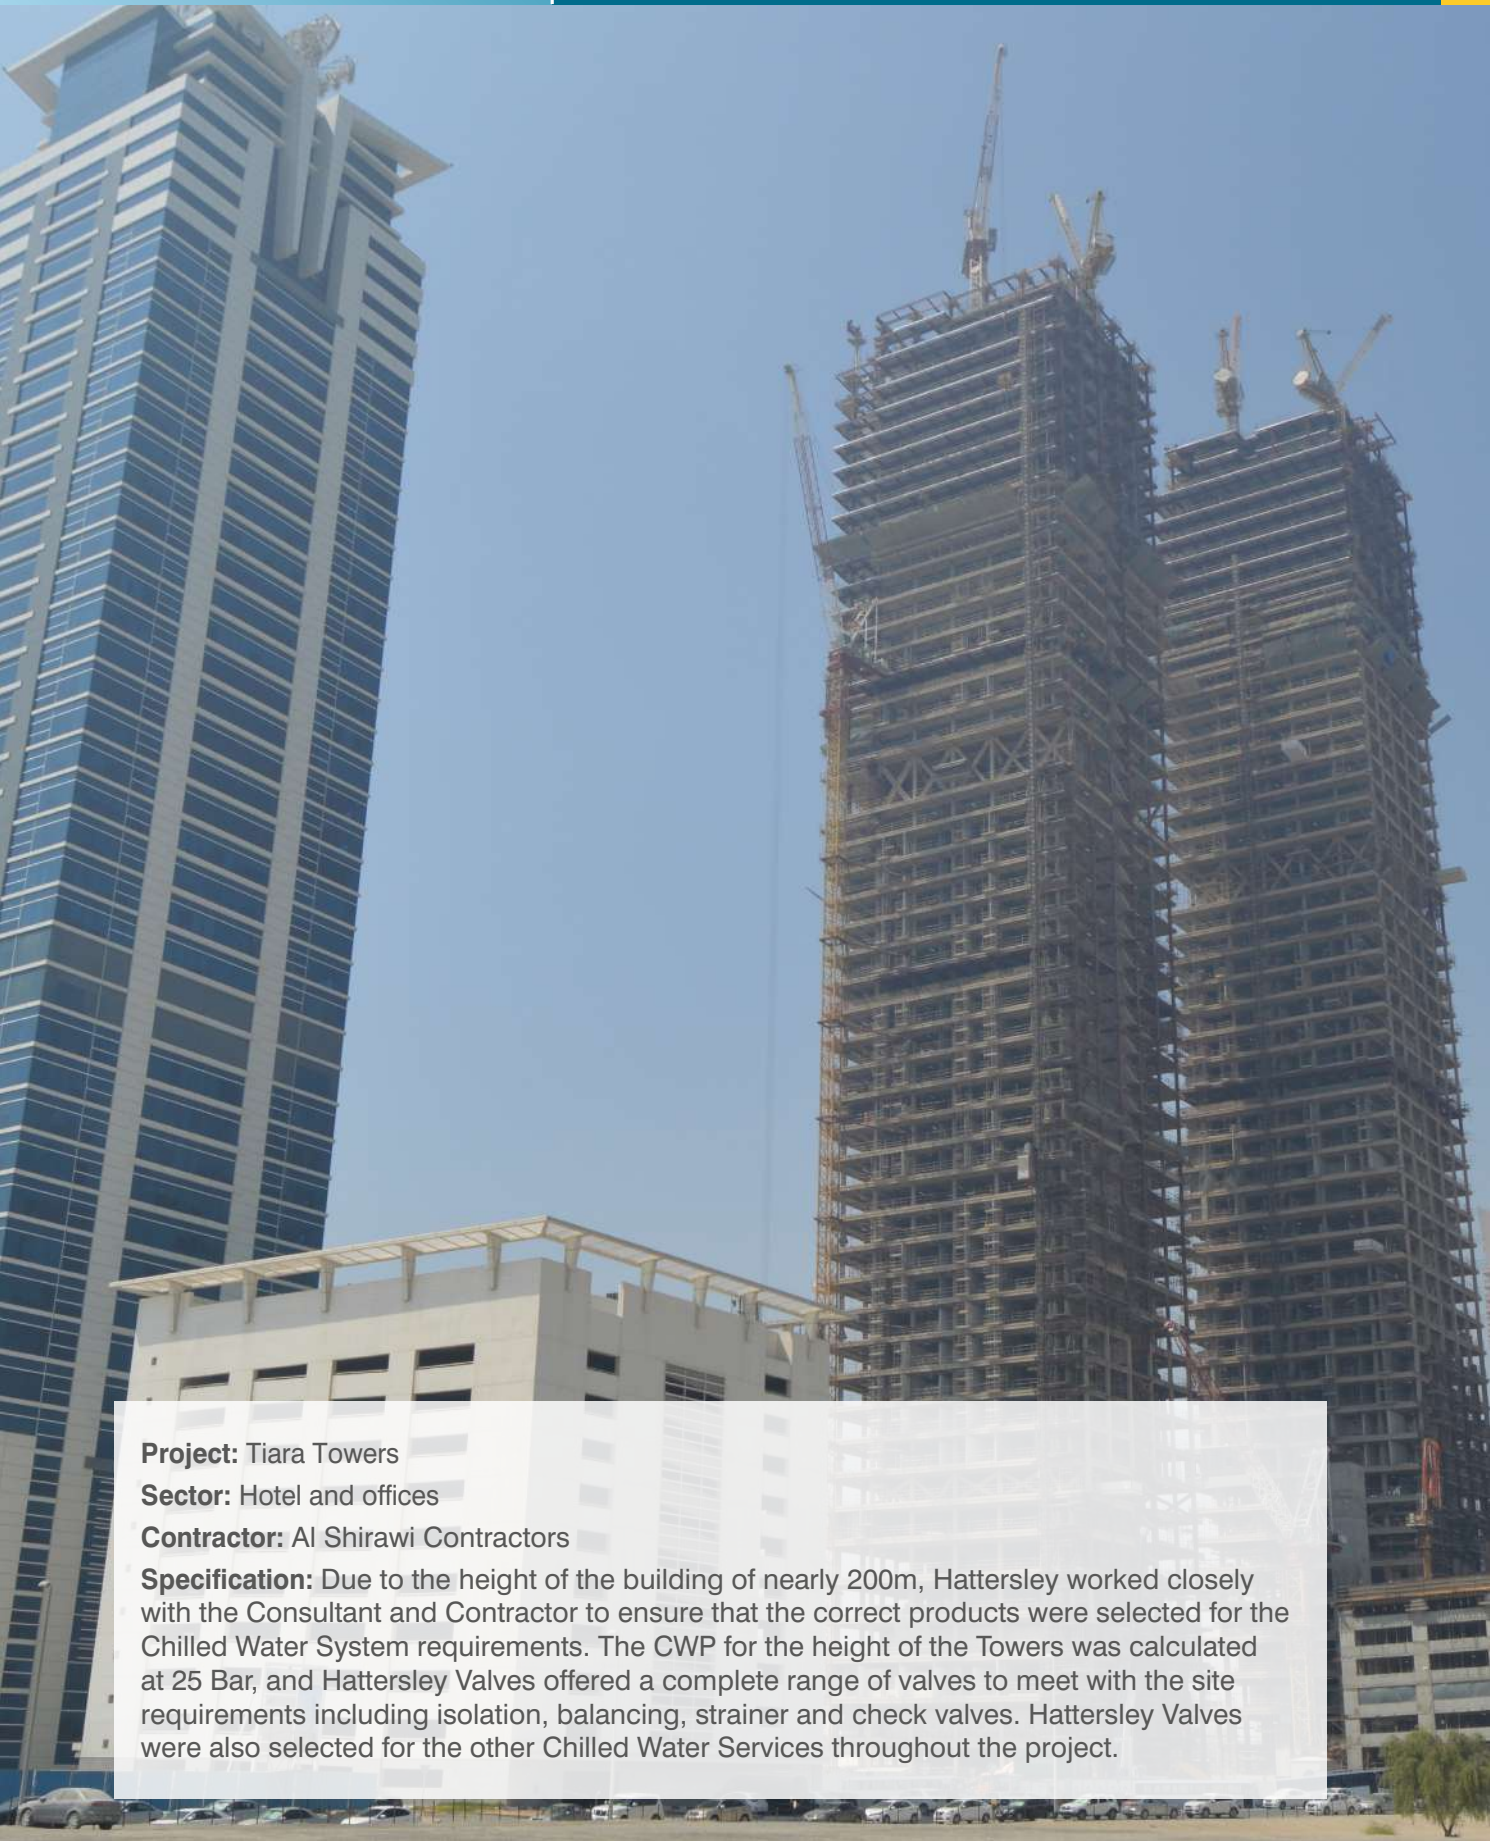 Project: Tiara Towers
Sector: Hotel and offices
Contractor: Al Shirawi Contractors
Specification: Due to the height of the building of nearly 200m, Hattersley worked closely
with the Consultant and Contractor to ensure that the correct products were selected for the
Chilled Water System requirements. The CWP for the height of the Towers was calculated
at 25 Bar, and Hattersley Valves offered a complete range of valves to meet with the site
requirements including isolation, balancing, strainer and check valves. Hattersley Valves
were also selected for the other Chilled Water Services throughout the project.